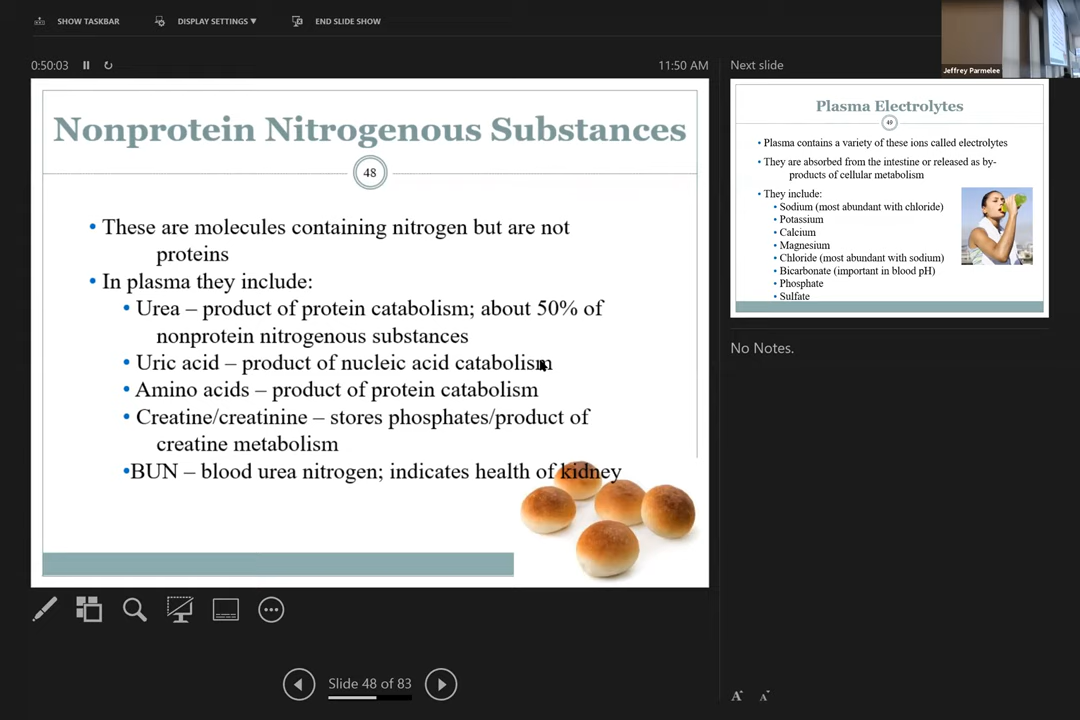 SHOW TASKBAR
DISPLAY SETTINGS ▼
END SLIDE SHOW
Jeffrey Parmelee
0:50:03
11:50 AM
Nonprotein Nitrogenous Substances
48
• These are molecules containing nitrogen but are not
proteins
• In plasma they include:
• Urea – product of protein catabolism; about 50% of
nonprotein nitrogenous substances
• Uric acid – product of nucleic acid catabolism
• Amino acids – product of protein catabolism
• Creatine/creatinine – stores phosphates/product of
creatine metabolism
•BUN – blood urea nitrogen; indicates health of kidney
Slide 48 of 83
Next slide
Plasma Electrolytes
49
• Plasma contains a variety of these ions called electrolytes
• They are absorbed from the intestine or released as by-
products of cellular metabolism
• They include:
• Sodium (most abundant with chloride)
• Potassium
• Calcium
• Magnesium
• Chloride (most abundant with sodium)
• Bicarbonate (important in blood pH)
• Phosphate
• Sulfate
No Notes.
A A